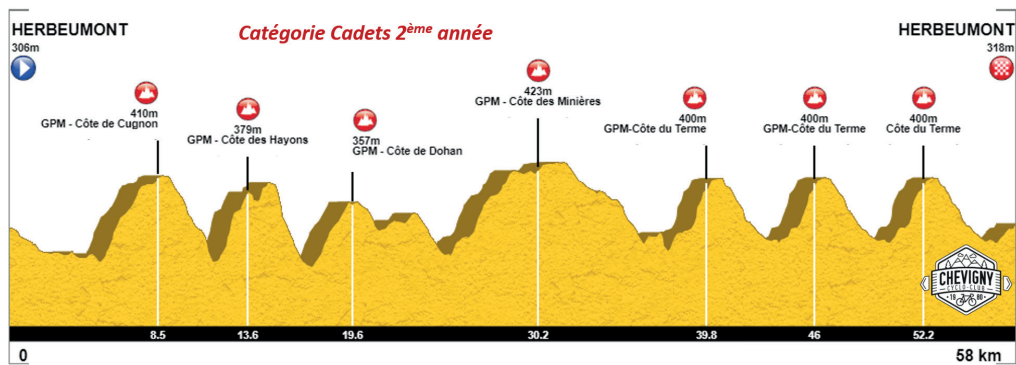 HERBEUMONT
306m
Catégorie Cadets 2ème année
HERBEUMONT
318m
410m
GPM - Côte de Cugnon
379m
GPM - Côte des Hayons
357m
GPM - Côte de Dohan
423m
GPM - Côte des Minières
400m
GPM-Côte du Terme
400m
GPM-Côte du Terme
400m
Côte du Terme
CHEVIGNY
CYCLO-CLUB
19 80
8.5 13.6 19.6 30.2 39.8 46 52.2
0 58 km